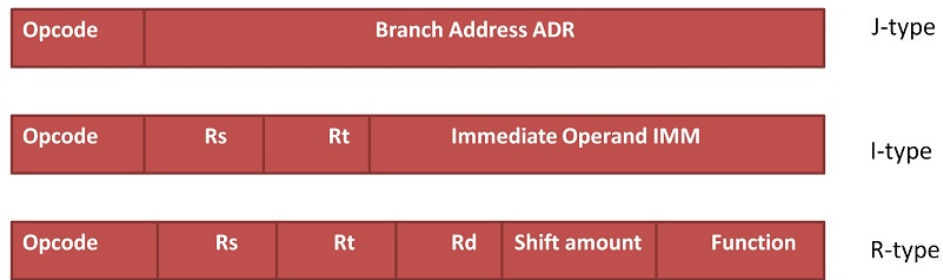 Opcode Branch Address ADR J-type
Opcode Rs Rt Immediate Operand IMM I-type
Opcode Rs Rt Rd Shift amount Function R-type